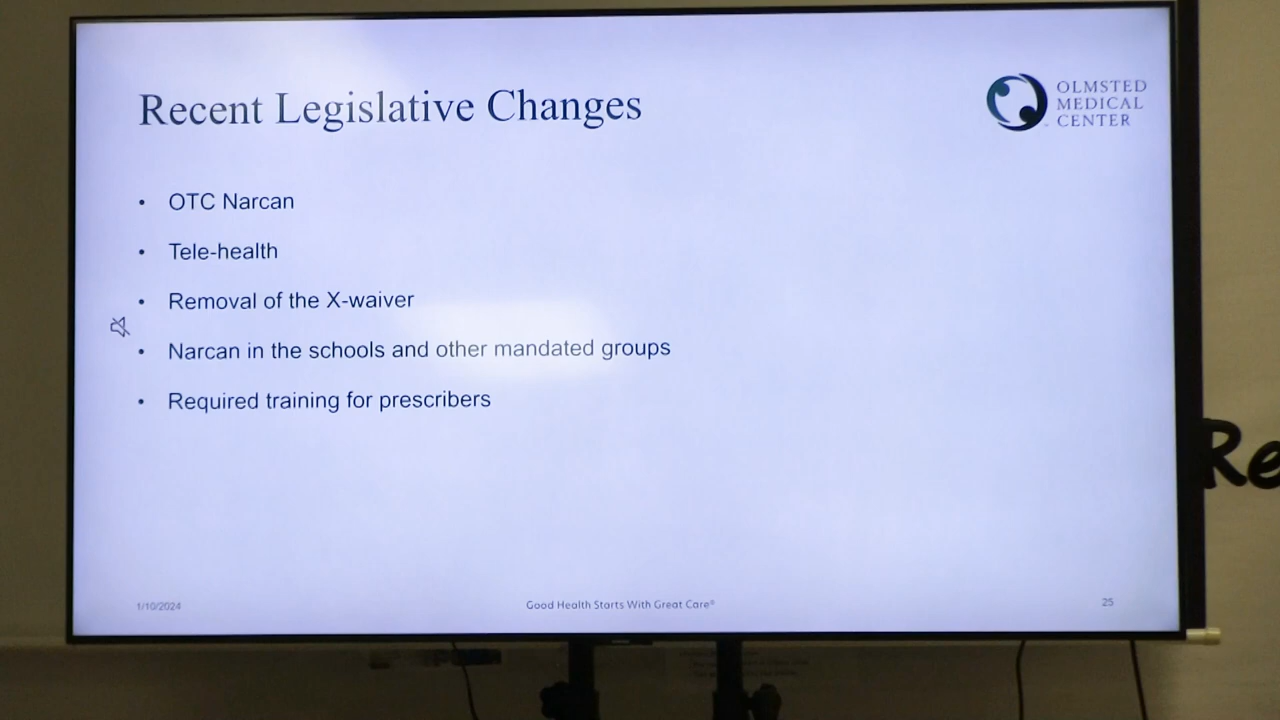 Recent Legislative Changes
OLMSTED
MEDICAL
CENTER
• OTC Narcan
• Tele-health
• Removal of the X-waiver
• Narcan in the schools and other mandated groups
• Required training for prescribers
Re
1/10/2024
Good Health Starts With Great Care®
25